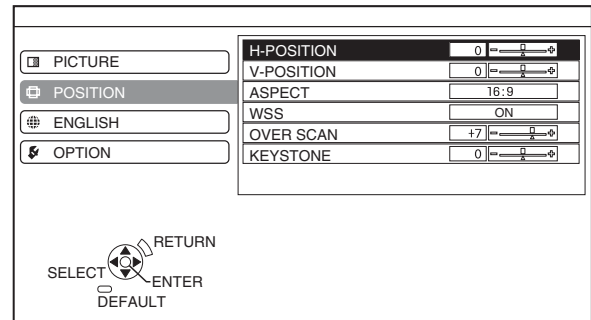 PICTURE
POSITION
ENGLISH
OPTION
H-POSITION 0
V-POSITION 0
ASPECT 16:9
WSS ON
OVER SCAN +7
KEYSTONE 0
RETURN
SELECT
ENTER
DEFAULT